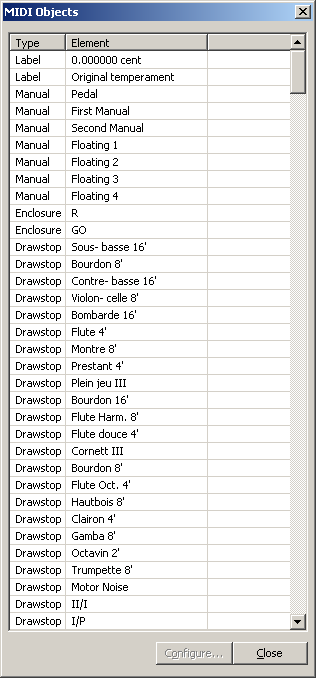 MIDI Objects
Type Element
Label 0.000000 cent
Label Original temperament
Manual Pedal
Manual First Manual
Manual Second Manual
Manual Floating 1
Manual Floating 2
Manual Floating 3
Manual Floating 4
Enclosure R
Enclosure GO
Drawstop Sous- basse 16'
Drawstop Bourdon 8'
Drawstop Contre- basse 16'
Drawstop Violon- celle 8'
Drawstop Bombarde 16'
Drawstop Flute 4'
Drawstop Montre 8'
Drawstop Prestant 4'
Drawstop Plein jeu III
Drawstop Bourdon 16'
Drawstop Flute Harm. 8'
Drawstop Flute douce 4'
Drawstop Cornett III
Drawstop Bourdon 8'
Drawstop Flute Oct. 4'
Drawstop Hautbois 8'
Drawstop Clairon 4'
Drawstop Gamba 8'
Drawstop Octavin 2'
Drawstop Trumpette 8'
Drawstop Motor Noise
Drawstop II/I
Drawstop I/P
Configure... Close